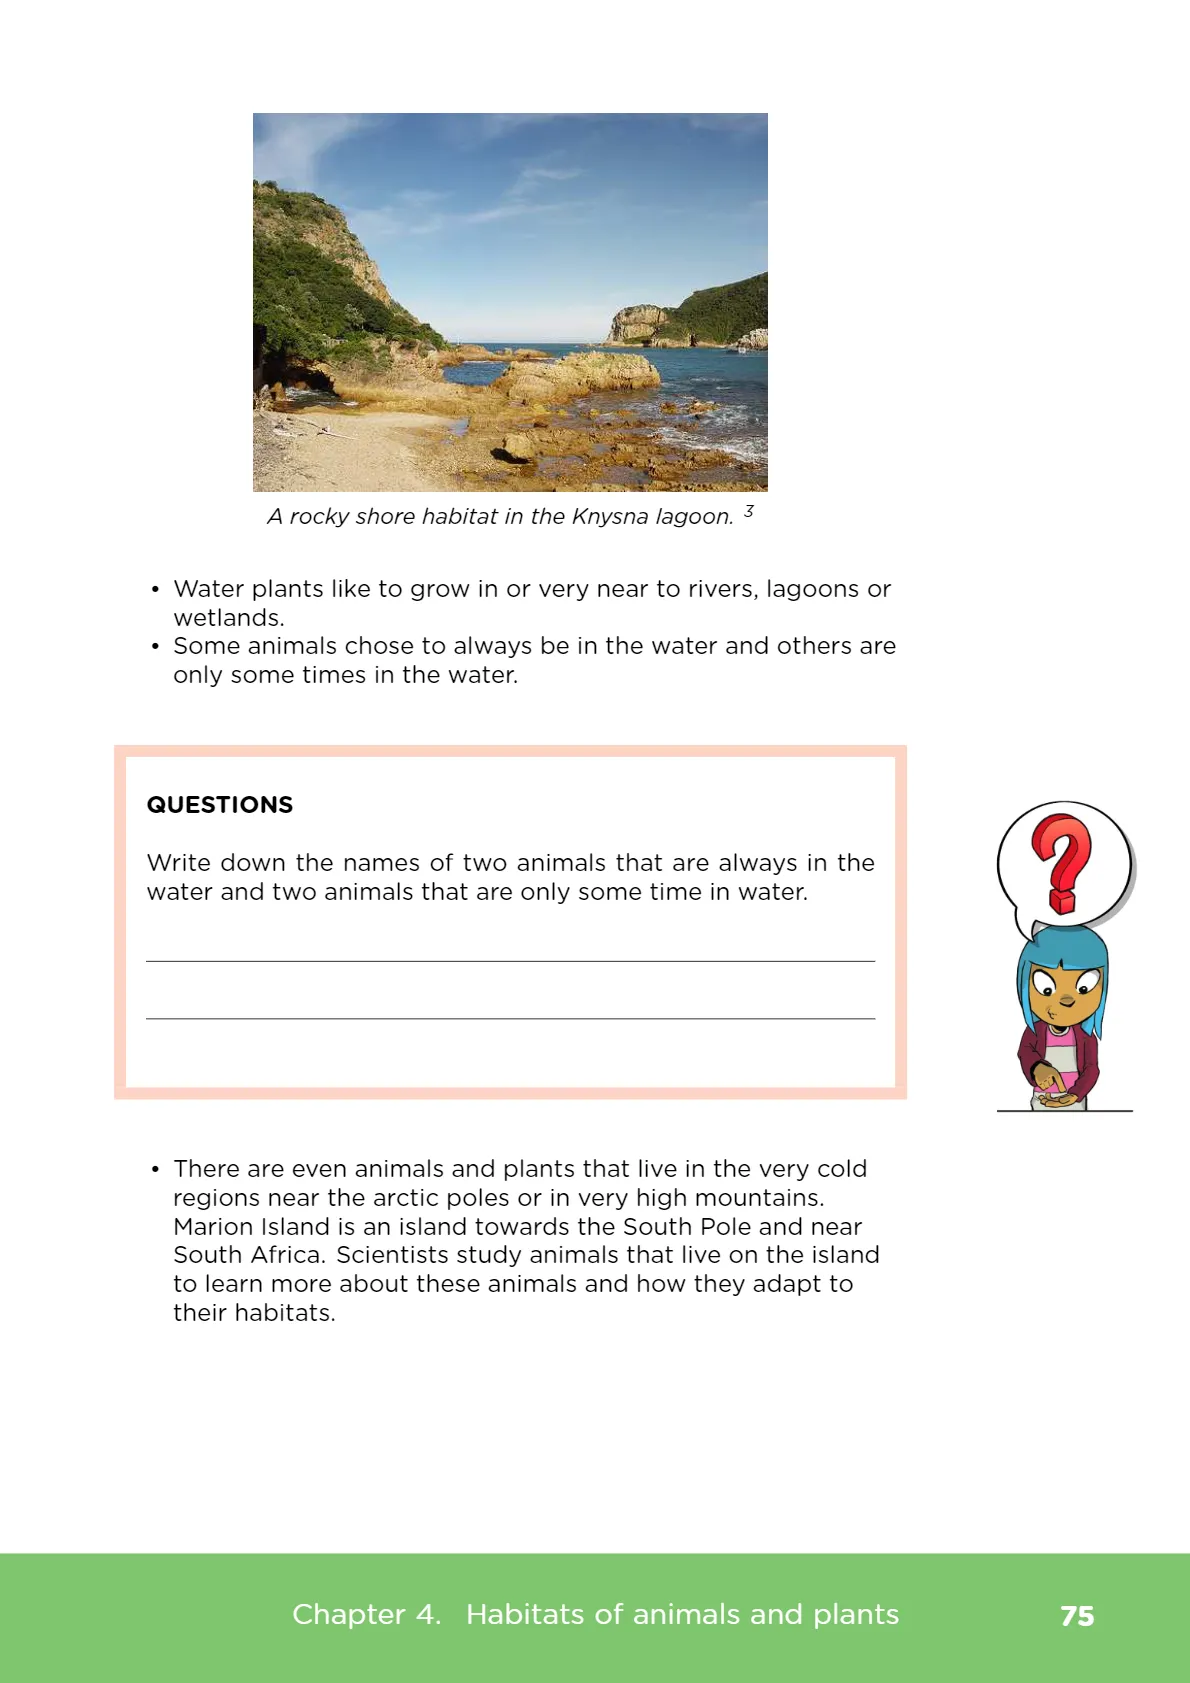 A rocky shore habitat in the Knysna lagoon. 3
• Water plants like to grow in or very near to rivers, lagoons or
wetlands.
• Some animals chose to always be in the water and others are
only some times in the water.
QUESTIONS
Write down the names of two animals that are always in the
water and two animals that are only some time in water.
?
• There are even animals and plants that live in the very cold
regions near the arctic poles or in very high mountains.
Marion Island is an island towards the South Pole and near
South Africa. Scientists study animals that live on the island
to learn more about these animals and how they adapt to
their habitats.
Chapter 4. Habitats of animals and plants 75